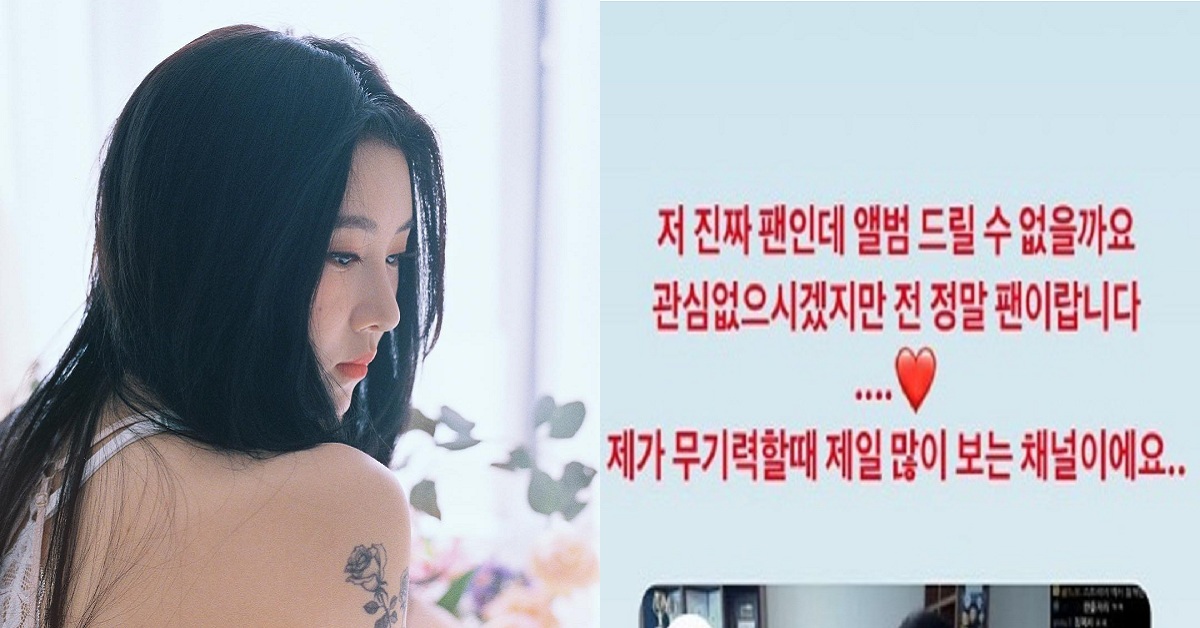 저 진짜 팬인데 앨범 드릴 수 없을까요
관심없으시겠지만 전 정말 팬이랍니다
....❤️
제가 무기력할때 제일 많이 보는 채널이에요..